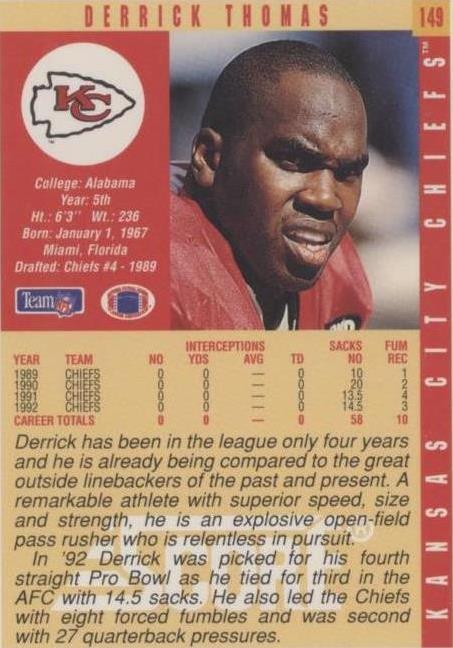 DERRICK THOMAS
149
KC
College: Alabama
Year: 5th
Ht.: 6'3" Wt.: 236
Born: January 1, 1967
Miami, Florida
Drafted: Chiefs #4 - 1989
Team NFL
KANSAS CITY CHIEFS™
INTERCEPTIONS SACKS FUM
YEAR TEAM NO YDS AVG TD NO REC
1989 CHIEFS 0 0 — 0 10 1
1990 CHIEFS 0 0 — 0 20 2
1991 CHIEFS 0 0 — 0 13.5 4
1992 CHIEFS 0 0 — 0 14.5 3
CAREER TOTALS 0 0 — 0 58 10
Derrick has been in the league only four years
and he is already being compared to the great
outside linebackers of the past and present. A
remarkable athlete with superior speed, size
and strength, he is an explosive open-field
pass rusher who is relentless in pursuit.
In '92 Derrick was picked for his fourth
straight Pro Bowl as he tied for third in the
AFC with 14.5 sacks. He also led the Chiefs
with eight forced fumbles and was second
with 27 quarterback pressures.
SCORE